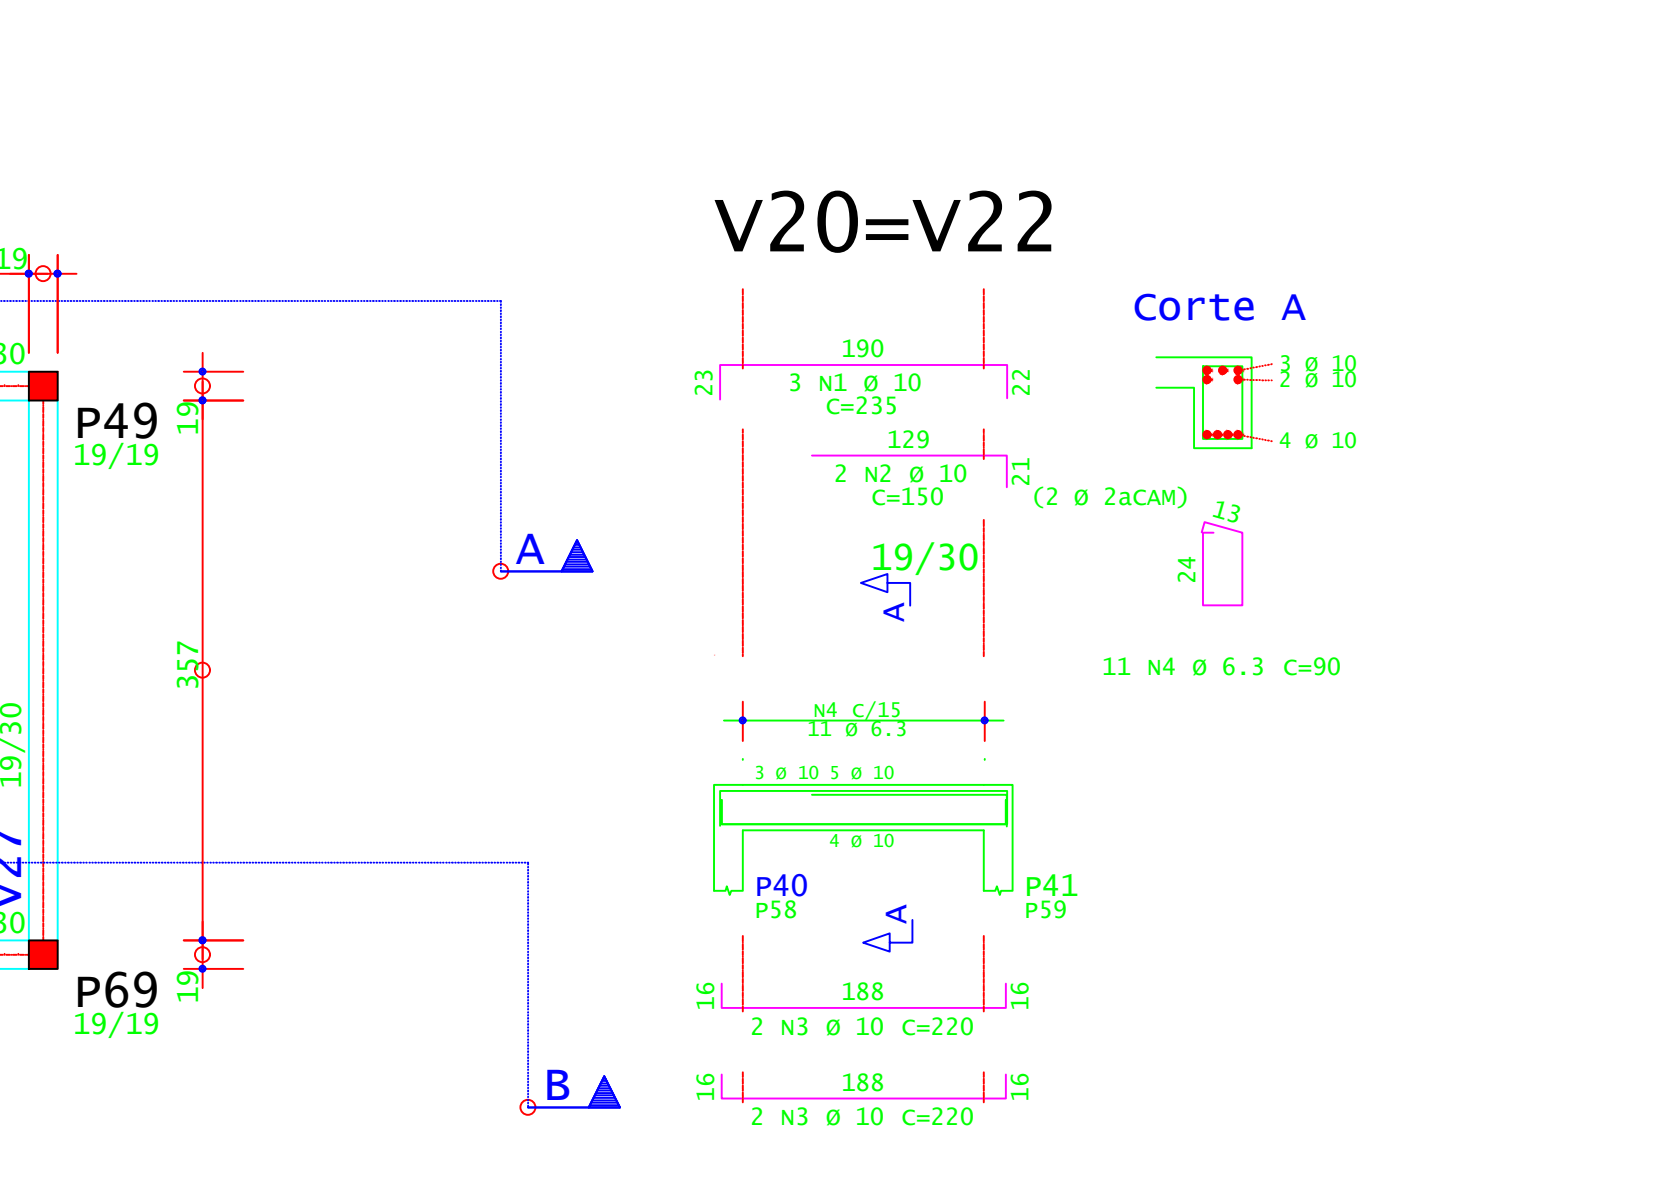 19
30
P49
19/19
19
357
19/30
V27
30
P69
19/19
19
A
B
V20=V22
190
23
22
3 N1 Ø 10
C=235
129
21
2 N2 Ø 10
C=150
(2 Ø 2aCAM)
19/30
A
N4 C/15
11 Ø 6.3
3 Ø 10 5 Ø 10
4 Ø 10
P40
P58
P41
P59
A
16
188
16
2 N3 Ø 10 C=220
16
188
16
2 N3 Ø 10 C=220
Corte A
3 Ø 10
2 Ø 10
4 Ø 10
13
24
11 N4 Ø 6.3 C=90